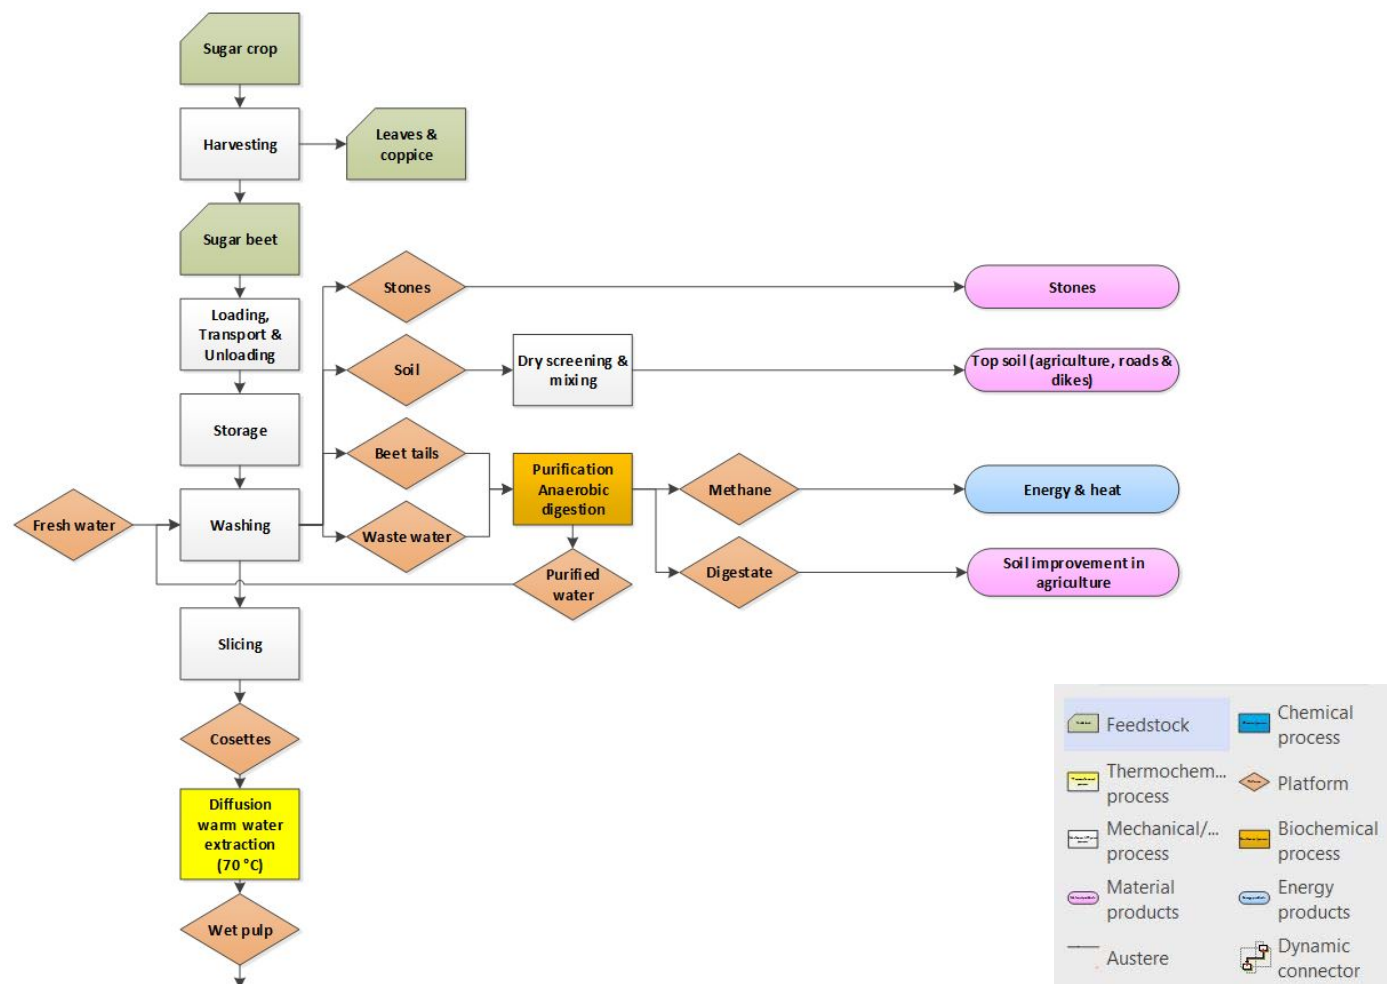 Sugar crop
Harvesting
Leaves &
coppice
Sugar beet
Loading,
Transport &
Unloading
Storage
Fresh water
Washing
Stones
Stones
Soil
Dry screening &
mixing
Top soil (agriculture, roads &
dikes)
Beet tails
Waste water
Purification
Anaerobic
digestion
Methane
Energy & heat
Digestate
Soil improvement in
agriculture
Purified
water
Slicing
Cosettes
Diffusion
warm water
extraction
(70 °C)
Wet pulp
Feedstock
Chemical
process
Thermochem...
process
Platform
Mechanical/...
process
Biochemical
process
Material
products
Energy
products
Austere
Dynamic
connector